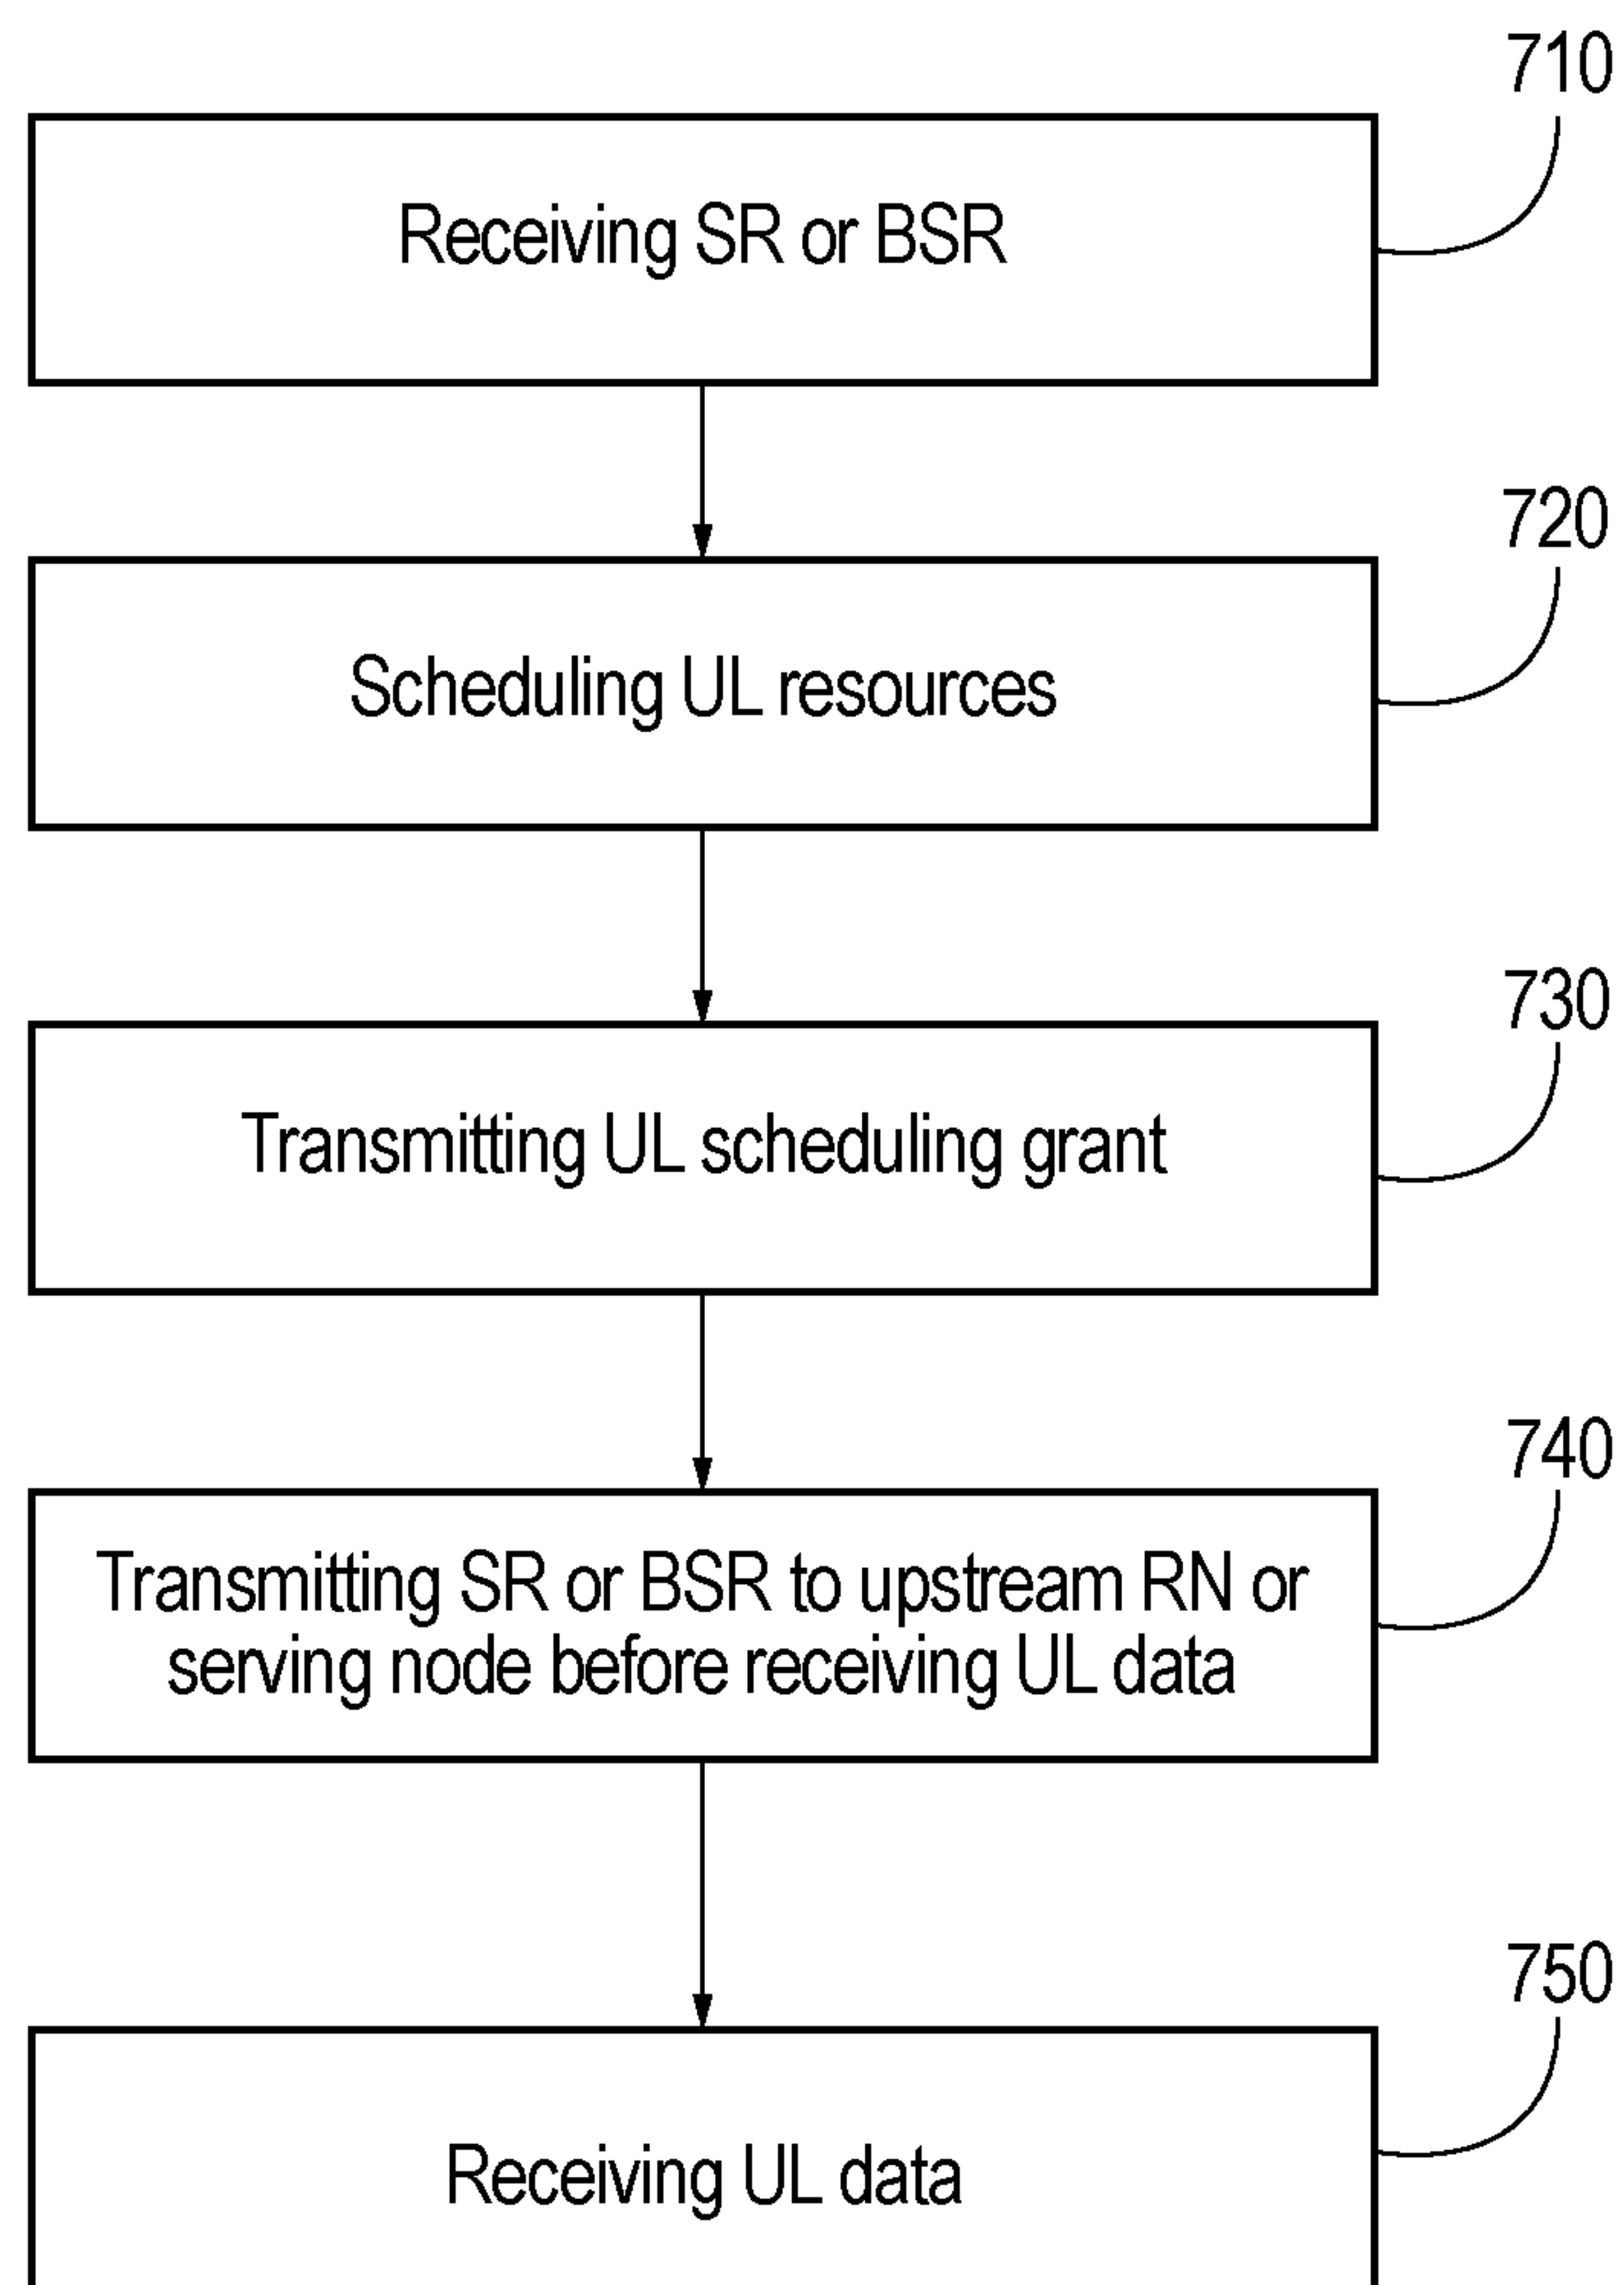 710
Receiving SR or BSR
720
Scheduling UL resources
730
Transmitting UL scheduling grant
740
Transmitting SR or BSR to upstream RN or
serving node before receiving UL data
750
Receiving UL data